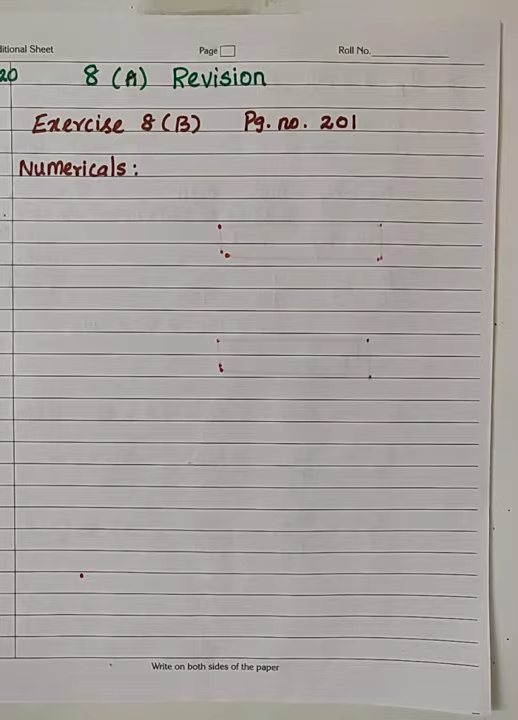 ditional Sheet Page Roll No.
20 8 (A) Revision
Exercise 8(B) Pg. no. 201
Numericals:
Write on both sides of the paper